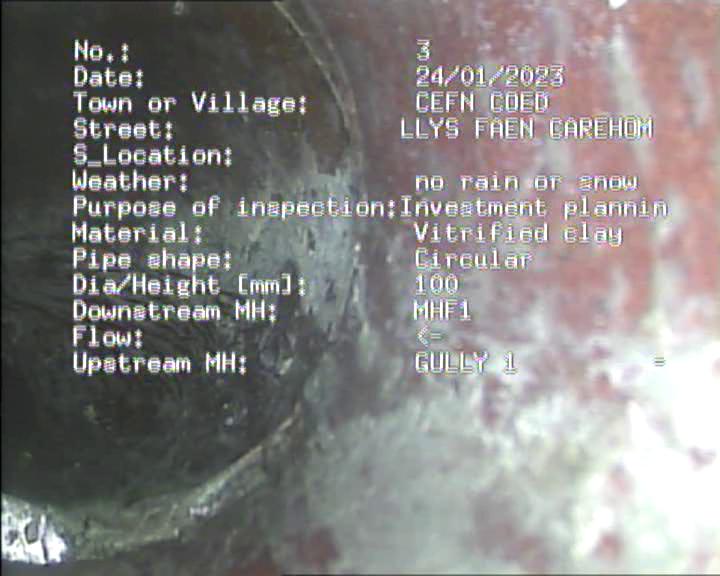 No.: 3
Date: 24/01/2023
Town or Village: CEFN COED
Street: LLYS FAEN CAREHOM
S_Location:
Weather: no rain or snow
Purpose of inspection:Investment plannin
Material: Vitrified clay
Pipe shape: Circular
Dia/Height [mm]: 100
Downstream MH: MHF1
Flow: <=
Upstream MH: GULLY 1 =